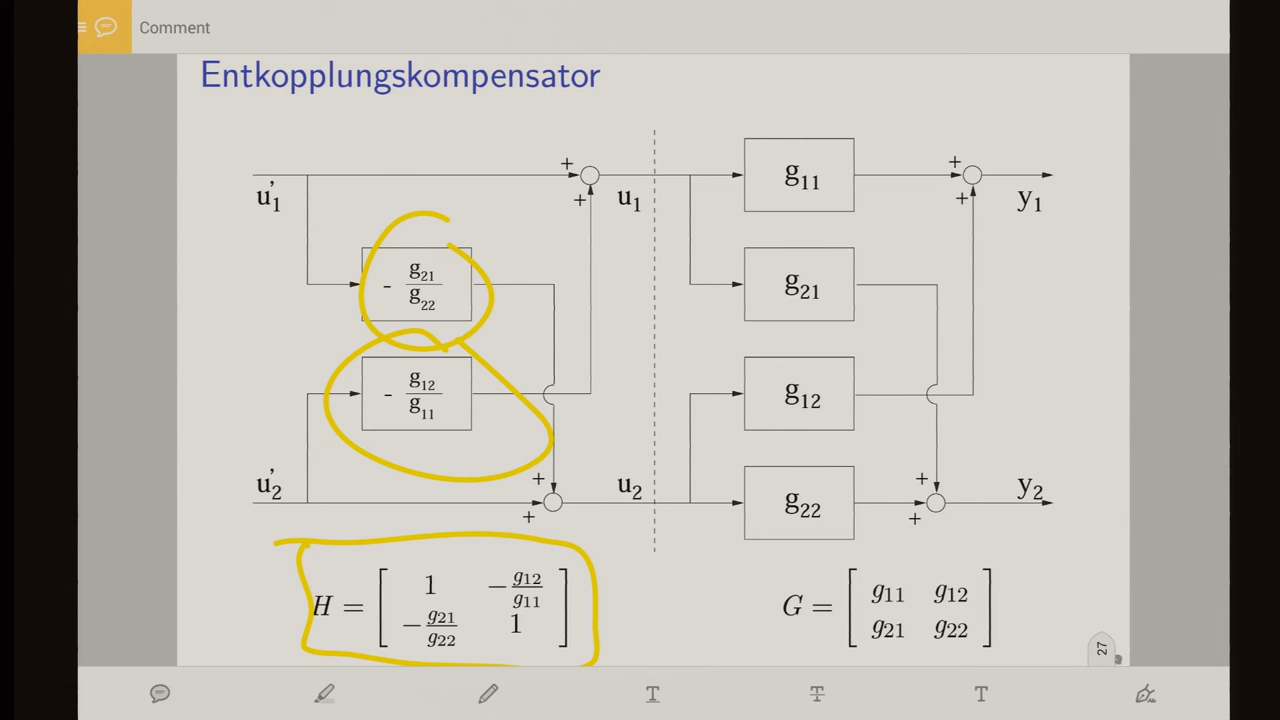 Comment
Entkopplungskompensator
u'1 + + u1 g11 + + y1
- g21/g22 g21
- g12/g11 g12
u'2 + + u2 g22 + + y2
H = [ 1 -g12/g11
-g21/g22 1 ]
G = [ g11 g12
g21 g22 ]
27
T T T